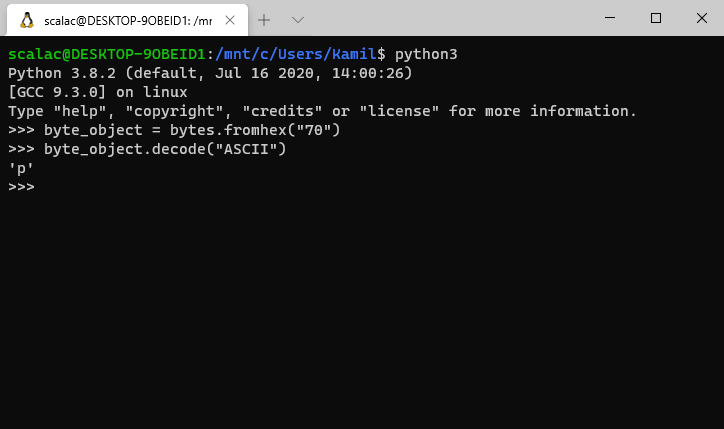 scalac@DESKTOP-9OBEID1: /mn
scalac@DESKTOP-9OBEID1:/mnt/c/Users/Kamil$ python3
Python 3.8.2 (default, Jul 16 2020, 14:00:26)
[GCC 9.3.0] on linux
Type "help", "copyright", "credits" or "license" for more information.
>>> byte_object = bytes.fromhex("70")
>>> byte_object.decode("ASCII")
'p'
>>>